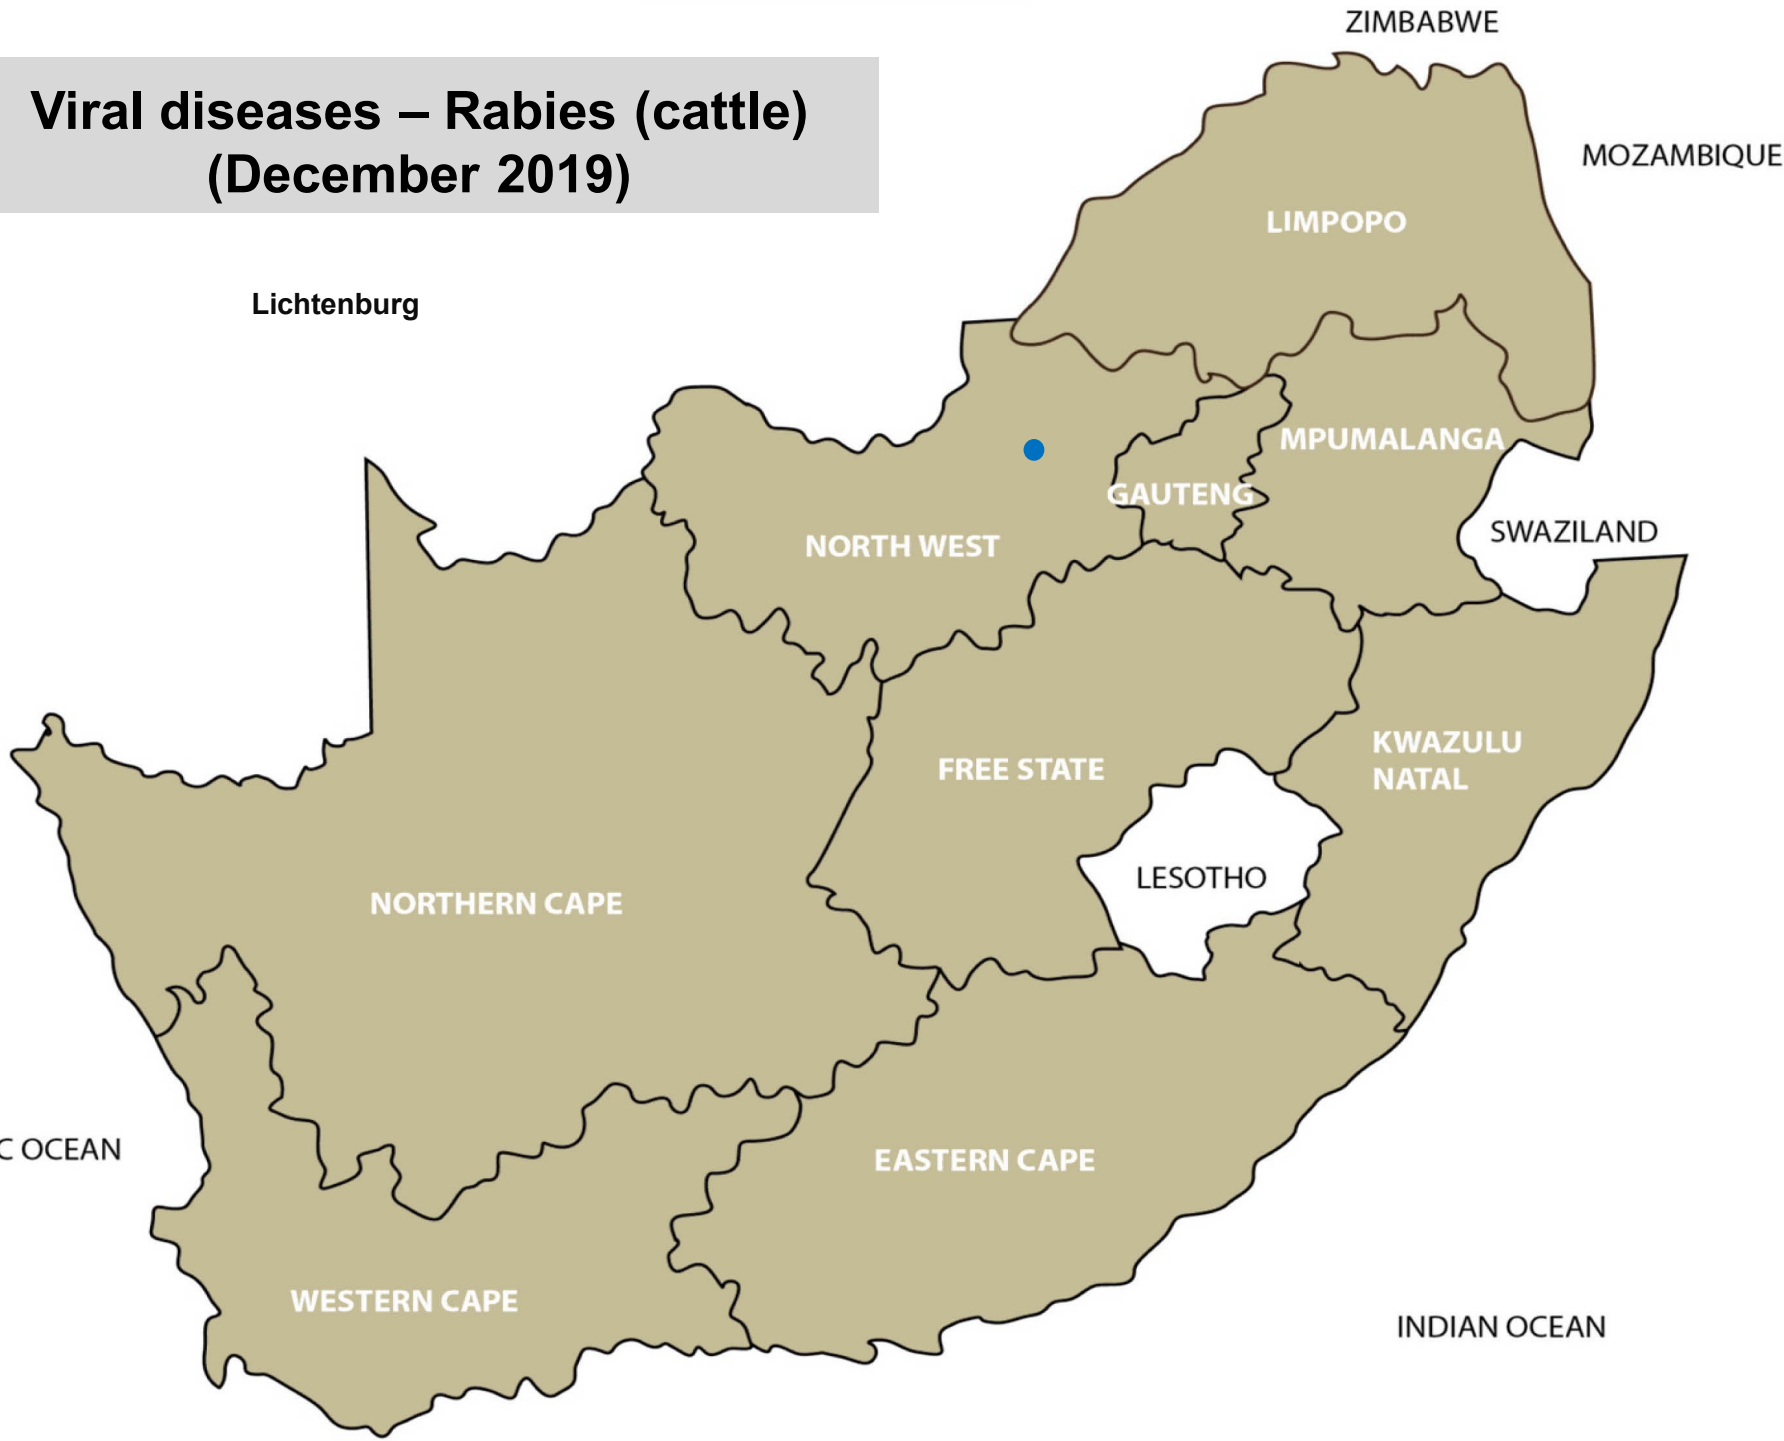 ZIMBABWE
Viral diseases – Rabies (cattle)
(December 2019)
MOZAMBIQUE
LIMPOPO
Lichtenburg
MPUMALANGA
GAUTENG
SWAZILAND
NORTH WEST
KWAZULU
NATAL
FREE STATE
LESOTHO
NORTHERN CAPE
C OCEAN
EASTERN CAPE
WESTERN CAPE
INDIAN OCEAN